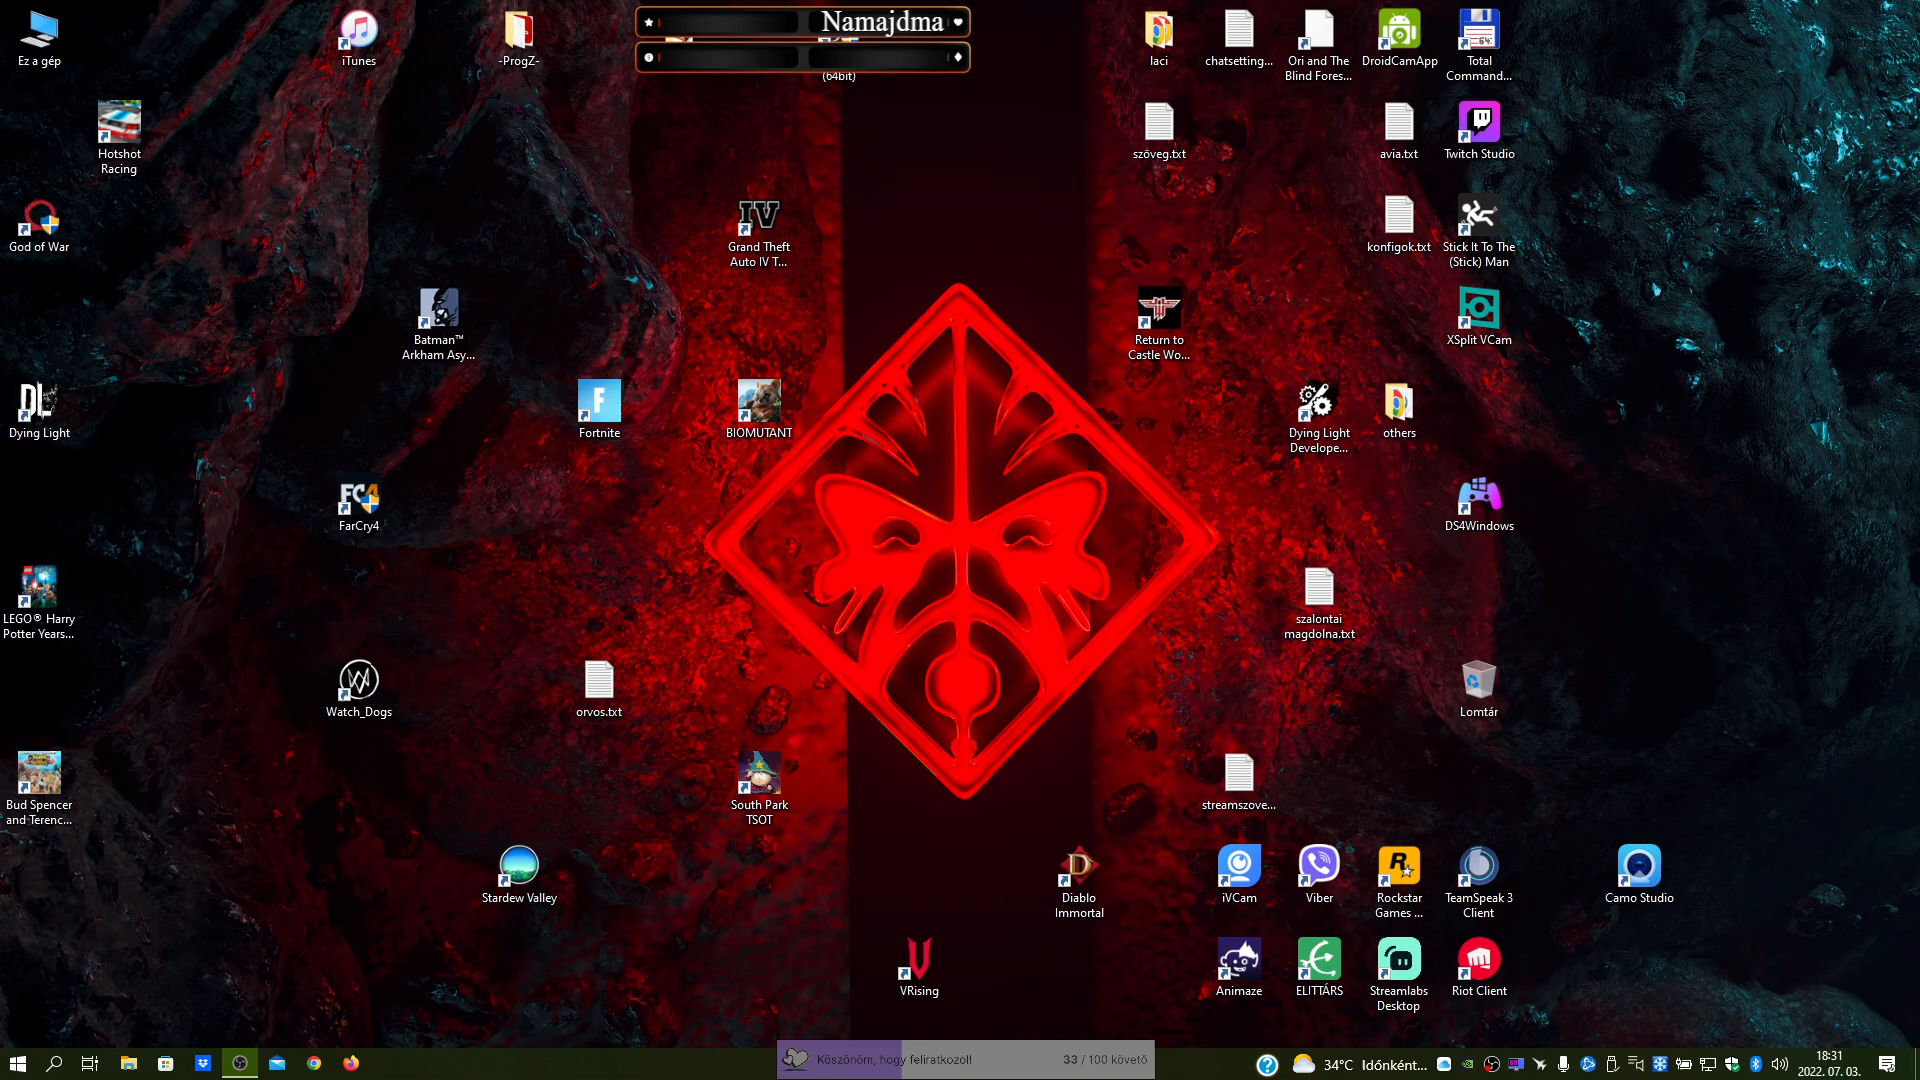 Namajdma
(64bit)
Ez a gép
iTunes
-ProgZ-
laci
chatsetting...
Ori and The
Blind Fores...
DroidCamApp
Total
Command...
64:
Hotshot
Racing
szöveg.txt
avia.txt
Twitch Studio
God of War
IV
Grand Theft
Auto IV T...
konfigok.txt
Stick It To The
(Stick) Man
Batman™
Arkham Asy...
Return to
Castle Wo...
XSplit VCam
DL
Dying Light
F
Fortnite
BIOMUTANT
Dying Light
Develope...
others
FC4
FarCry4
DS4Windows
LEGO® Harry
Potter Years...
szalontai
magdolna.txt
Watch_Dogs
orvos.txt
Lomtár
Bud Spencer
and Terenc...
South Park
TSOT
streamszove...
Stardew Valley
D
Diablo
Immortal
iVCam
Viber
R
Rockstar
Games ...
TeamSpeak 3
Client
Camo Studio
V
VRising
Animaze
ELITTÁRS
Streamlabs
Desktop
Riot Client
Köszönöm, hogy feliratkozol!
33 / 100 követő
34°C Időnként...
18:31
2022. 07. 03.